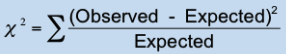 χ² = ∑ (Observed - Expected)² / Expected